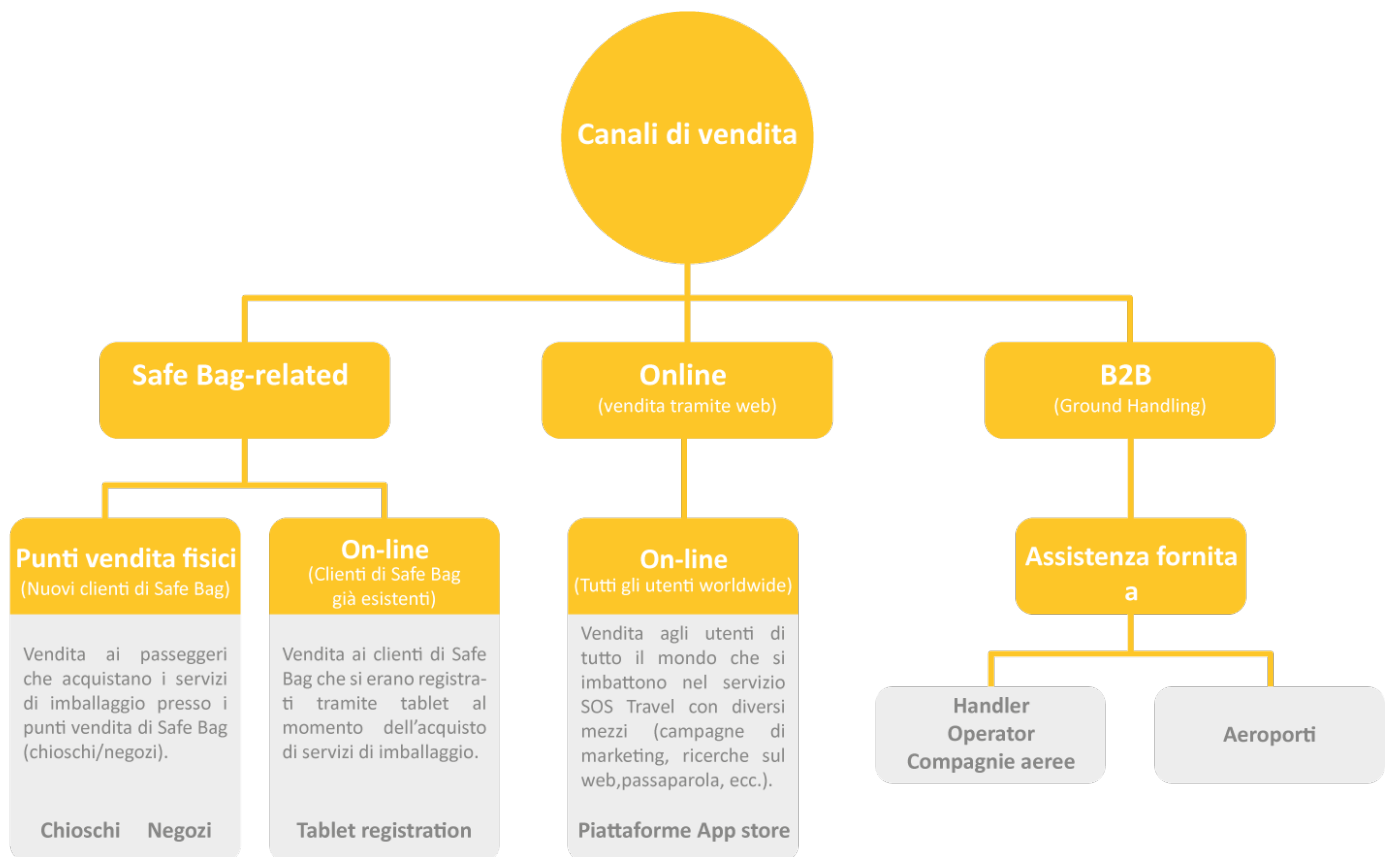 Canali di vendita
Safe Bag-related
Online
(vendita tramite web)
B2B
(Ground Handling)
Punti vendita fisici
(Nuovi clienti di Safe Bag)
Vendita ai passeggeri
che acquistano i servizi
di imballaggio presso i
punti vendita di Safe Bag
(chioschi/negozi).
Chioschi Negozi
On-line
(Clienti di Safe Bag
già esistenti)
Vendita ai clienti di Safe
Bag che si erano registra-
ti tramite tablet al
momento dell’acquisto
di servizi di imballaggio.
Tablet registration
On-line
(Tutti gli utenti worldwide)
Vendita agli utenti di
tutto il mondo che si
imbattono nel servizio
SOS Travel con diversi
mezzi (campagne di
marketing, ricerche sul
web,passaparola, ecc.).
Piattaforme App store
Assistenza fornita
a
Handler
Operator
Compagnie aeree
Aeroporti